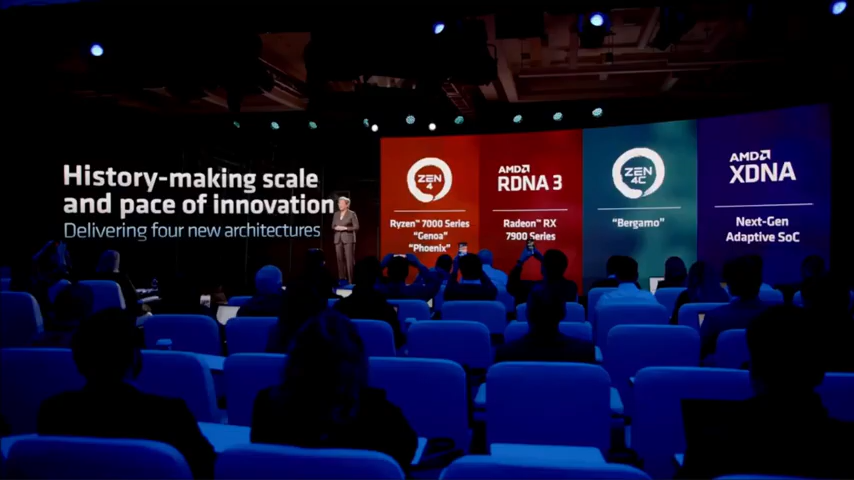 History-making scale
and pace of innovation
Delivering four new architectures
ZEN
4
Ryzen™ 7000 Series
"Genoa"
"Phoenix"
AMD
RDNA 3
Radeon™ RX
7900 Series
ZEN
4C
"Bergamo"
AMD
XDNA
Next-Gen
Adaptive SoC